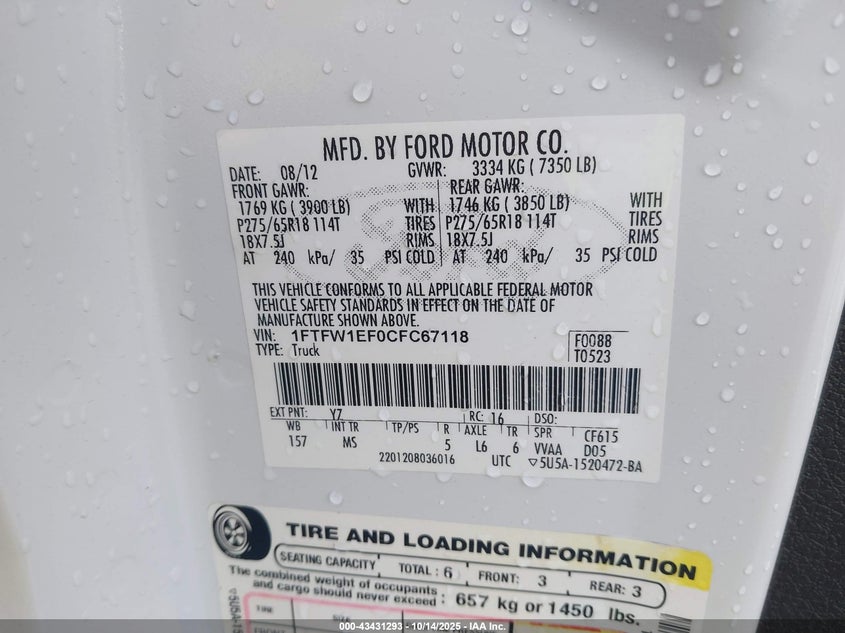 MFD. BY FORD MOTOR CO.
DATE: 08/12 GVWR: 3334 KG ( 7350 LB)
FRONT GAWR: REAR GAWR:
1769 KG ( 3900 LB) WITH 1746 KG ( 3850 LB) WITH
P275/65R18 114T TIRES P275/65R18 114T TIRES
18X7.5J RIMS 18X7.5J RIMS
AT 240 kPa/ 35 PSI COLD AT 240 kPa/ 35 PSI COLD
THIS VEHICLE CONFORMS TO ALL APPLICABLE FEDERAL MOTOR
VEHICLE SAFETY STANDARDS IN EFFECT ON THE DATE OF
MANUFACTURE SHOWN ABOVE.
VIN: 1FTFW1EF0CFC67118 F0088
TYPE: Truck T0523
EXT PNT: YZ RC: 16 DSO:
WB INT TR TP/PS R AXLE TR SPR CF615
157 MS 5 L6 6 VVAA D05
2201208036016 UTC ▽5U5A-1520472-BA
TIRE AND LOADING INFORMATION
SEATING CAPACITY TOTAL : 6 FRONT: 3 REAR: 3
The combined weight of occupants
and cargo should never exceed : 657 kg or 1450 lbs.
TIRE
000-43431293 - 10/14/2025 - IAA Inc.